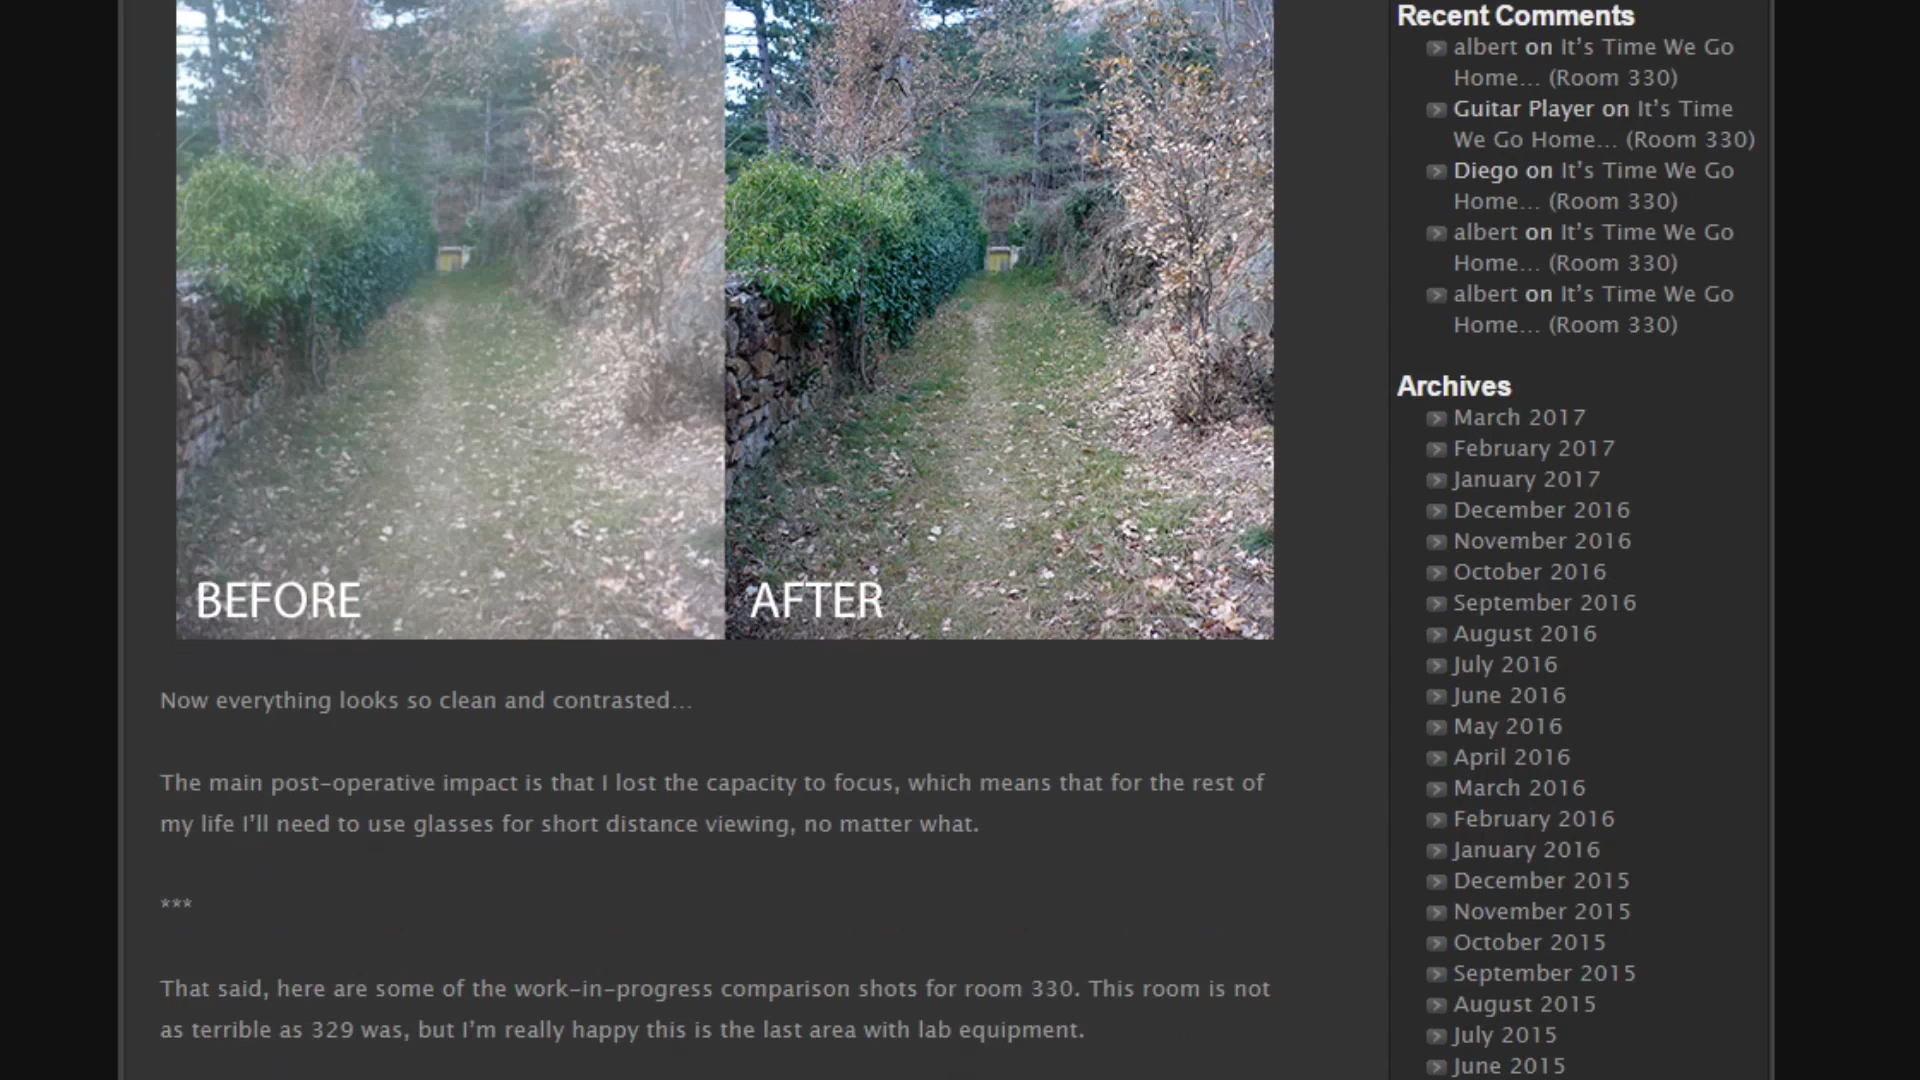 BEFORE
AFTER
Now everything looks so clean and contrasted…
The main post-operative impact is that I lost the capacity to focus, which means that for the rest of
my life I'll need to use glasses for short distance viewing, no matter what.
***
That said, here are some of the work-in-progress comparison shots for room 330. This room is not
as terrible as 329 was, but I'm really happy this is the last area with lab equipment.
Recent Comments
albert on It's Time We Go
Home… (Room 330)
Guitar Player on It's Time
We Go Home… (Room 330)
Diego on It's Time We Go
Home… (Room 330)
albert on It's Time We Go
Home… (Room 330)
albert on It's Time We Go
Home… (Room 330)
Archives
March 2017
February 2017
January 2017
December 2016
November 2016
October 2016
September 2016
August 2016
July 2016
June 2016
May 2016
April 2016
March 2016
February 2016
January 2016
December 2015
November 2015
October 2015
September 2015
August 2015
July 2015
June 2015